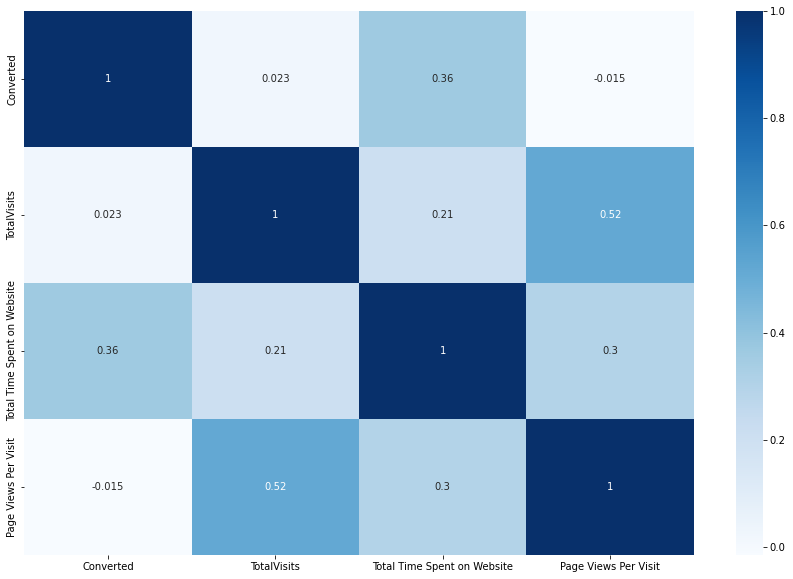 Converted
1
0.023
0.36
-0.015
TotalVisits
0.023
1
0.21
0.52
Total Time Spent on Website
0.36
0.21
1
0.3
Page Views Per Visit
-0.015
0.52
0.3
1
Converted
TotalVisits
Total Time Spent on Website
Page Views Per Visit
1.0
0.8
0.6
0.4
0.2
0.0